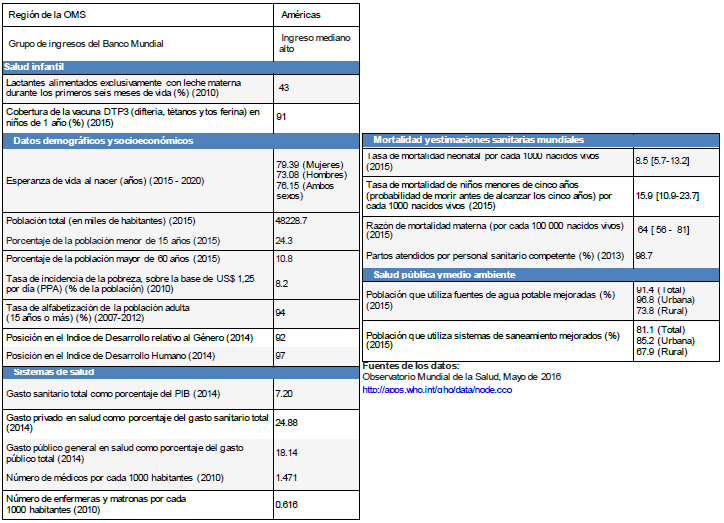 Región de la OMS
Américas
Grupo de ingresos del Banco Mundial
Ingreso mediano
alto
Salud infantil
Lactantes alimentados exclusivamente con leche materna
durante los primeros seis meses de vida (%) (2010)
43
Cobertura de la vacuna DTP3 (difteria, tétanos y tos ferina) en
niños de 1 año (%) (2015)
91
Datos demográficos y socioeconómicos
Esperanza de vida al nacer (años) (2015 - 2020)
79.39 (Mujeres)
73.08 (Hombres)
76.15 (Ambos
sexos)
Población total (en miles de habitantes) (2015)
48228.7
Porcentaje de la población menor de 15 años (2015)
24.3
Porcentaje de la población mayor de 60 años (2015)
10.8
Tasa de incidencia de la pobreza, sobre la base de US$ 1,25
por día (PPA) (% de la población) (2010)
8.2
Tasa de alfabetización de la población adulta
(15 años o más) (%) (2007-2012)
94
Posición en el Indice de Desarrollo relativo al Género (2014)
92
Posición en el Indice de Desarrollo Humano (2014)
97
Sistemas de salud
Gasto sanitario total como porcentaje del PIB (2014)
7.20
Gasto privado en salud como porcentaje del gasto sanitario total
(2014)
24.88
Gasto público general en salud como porcentaje del gasto
público total (2014)
18.14
Número de médicos por cada 1000 habitantes (2010)
1.471
Número de enfermeras y matronas por cada
1000 habitantes (2010)
0.616
Mortalidad y estimaciones sanitarias mundiales
Tasa de mortalidad neonatal por cada 1000 nacidos vivos
(2015)
8.5 [5.7-13.2]
Tasa de mortalidad de niños menores de cinco años
(probabilidad de morir antes de alcanzar los cinco años) por
cada 1000 nacidos vivos (2015)
15.9 [10.9-23.7]
Razón de mortalidad materna (por cada 100 000 nacidos vivos)
(2015)
64 [ 56 - 81]
Partos atendidos por personal sanitario competente (%) (2013)
98.7
Salud pública y medio ambiente
Población que utiliza fuentes de agua potable mejoradas (%)
(2015)
91.4 (Total)
96.8 (Urbana)
73.8 (Rural)
Población que utiliza sistemas de saneamiento mejorados (%)
(2015)
81.1 (Total)
85.2 (Urbana)
67.9 (Rural)
Fuentes de los datos:
Observatorio Mundial de la Salud, Mayo de 2016
http://apps.who.int/gho/data/node.cco